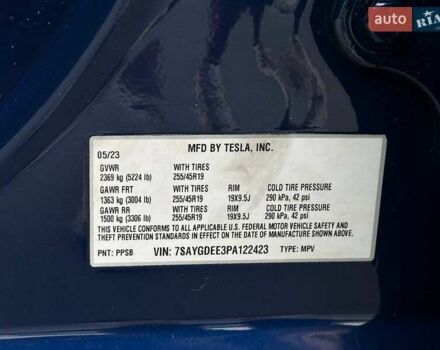 auto RIA
MFD BY TESLA, INC.
05/23
GVWR WITH TIRES
2369 kg (5224 lb) 255/45R19
GAWR FRT WITH TIRES RIM COLD TIRE PRESSURE
1363 kg (3004 lb) 255/45R19 19X9.5J 290 kPa, 42 psi
GAWR RR WITH TIRES RIM COLD TIRE PRESSURE
1500 kg (3306 lb) 255/45R19 19X9.5J 290 kPa, 42 psi
THIS VEHICLE CONFORMS TO ALL APPLICABLE U.S. FEDERAL MOTOR VEHICLE SAFETY AND
THEFT PREVENTION STANDARDS IN EFFECT ON THE DATE OF MANUFACTURE SHOWN ABOVE.
PNT: PPSB VIN: 7SAYGDEE3PA122423 TYPE: MPV